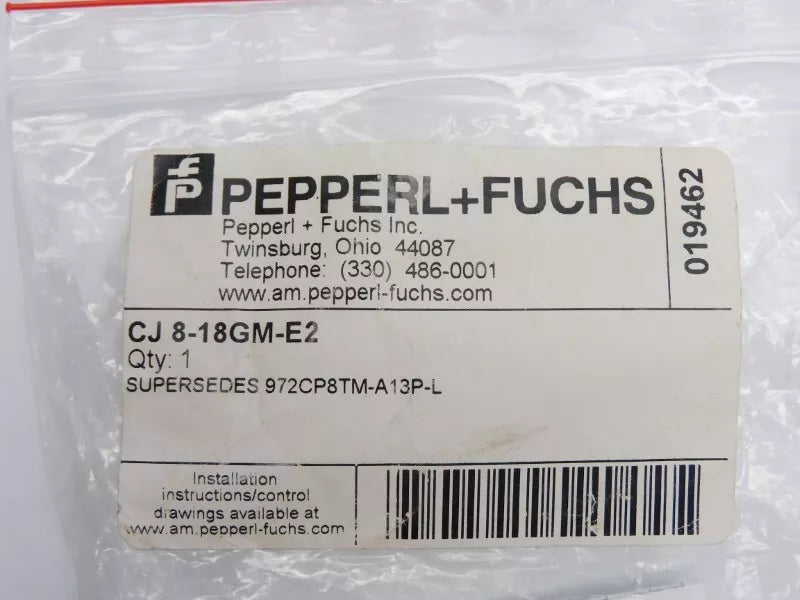 fP
PEPPERL+FUCHS
Pepperl + Fuchs Inc.
Twinsburg, Ohio 44087
Telephone: (330) 486-0001
www.am.pepperl-fuchs.com
019462
CJ 8-18GM-E2
Qty: 1
SUPERSEDES 972CP8TM-A13P-L
Installation
instructions/control
drawings available at
www.am.pepperl-fuchs.com